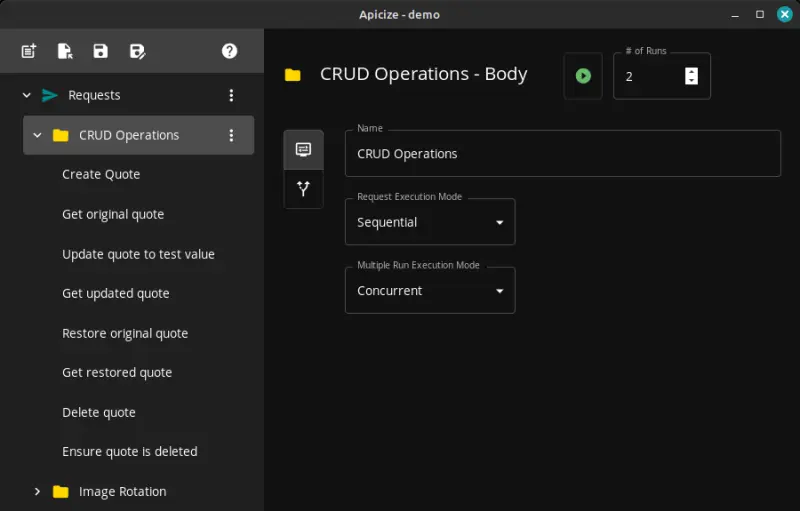 Apicize - demo
Requests
CRUD Operations
Create Quote
Get original quote
Update quote to test value
Get updated quote
Restore original quote
Get restored quote
Delete quote
Ensure quote is deleted
Image Rotation
CRUD Operations - Body
# of Runs
2
Name
CRUD Operations
Request Execution Mode
Sequential
Multiple Run Execution Mode
Concurrent